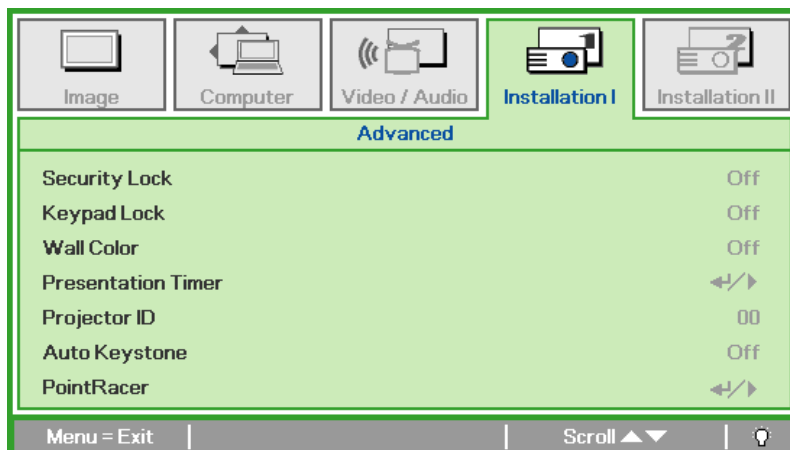 Image
Computer
Video / Audio
Installation I
Installation II
Advanced
Security Lock Off
Keypad Lock Off
Wall Color Off
Presentation Timer ↵/▶
Projector ID 00
Auto Keystone Off
PointRacer ↵/▶
Menu = Exit Scroll ▲▼